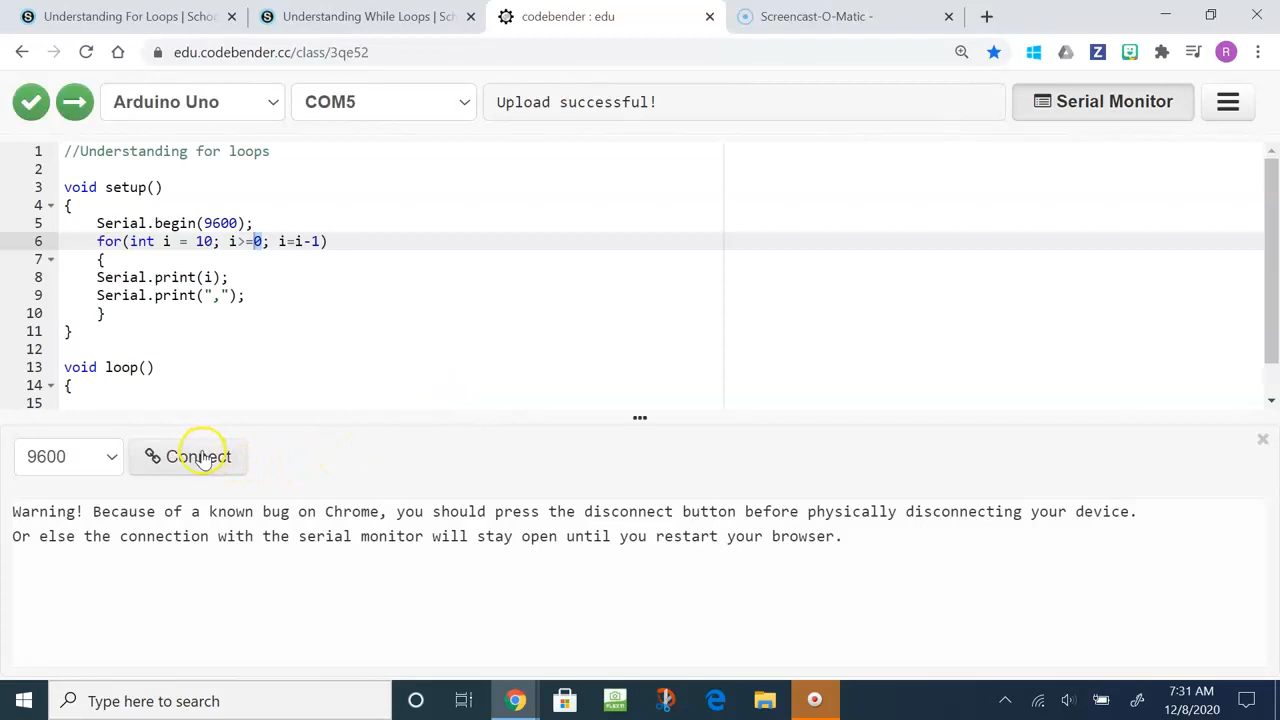 Understanding For Loops | Schoo
Understanding While Loops | Sch
codebender : edu
Screencast-O-Matic -
edu.codebender.cc/class/3qe52
Z
R
Arduino Uno
COM5
Upload successful!
Serial Monitor
1 //Understanding for loops
2
3 void setup()
4 {
5 Serial.begin(9600);
6 for(int i = 10; i>=0; i=i-1)
7 {
8 Serial.print(i);
9 Serial.print(",");
10 }
11 }
12
13 void loop()
14 {
15
9600
Connect
Warning! Because of a known bug on Chrome, you should press the disconnect button before physically disconnecting your device.
Or else the connection with the serial monitor will stay open until you restart your browser.
Type here to search
7:31 AM
12/8/2020